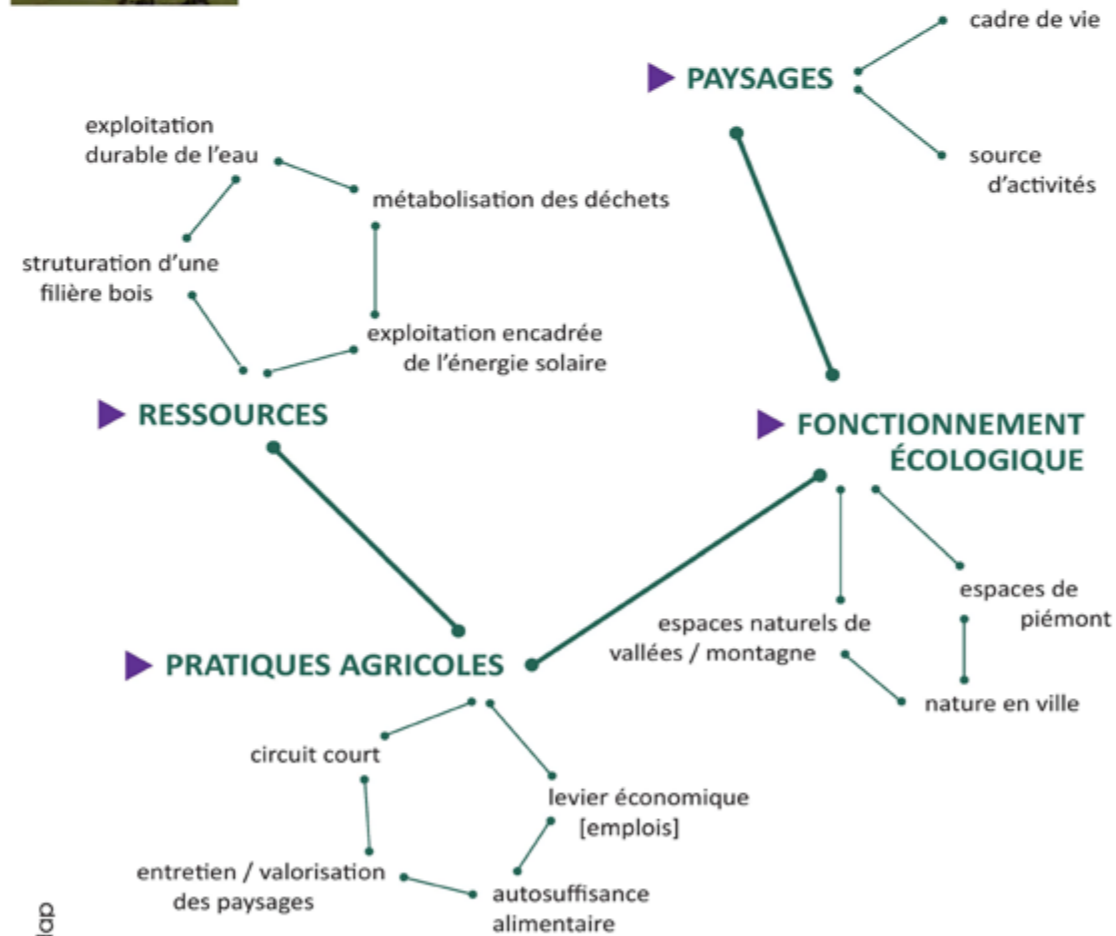 cadre de vie
PAYSAGES
source
d'activités
exploitation
durable de l'eau
métabolisation des déchets
struturation d'une
filière bois
exploitation encadrée
de l'énergie solaire
RESSOURCES
FONCTIONNEMENT
ÉCOLOGIQUE
espaces de
piémont
espaces naturels de
vallées / montagne
nature en ville
PRATIQUES AGRICOLES
circuit court
levier économique
[emplois]
entretien / valorisation
des paysages
autosuffisance
alimentaire